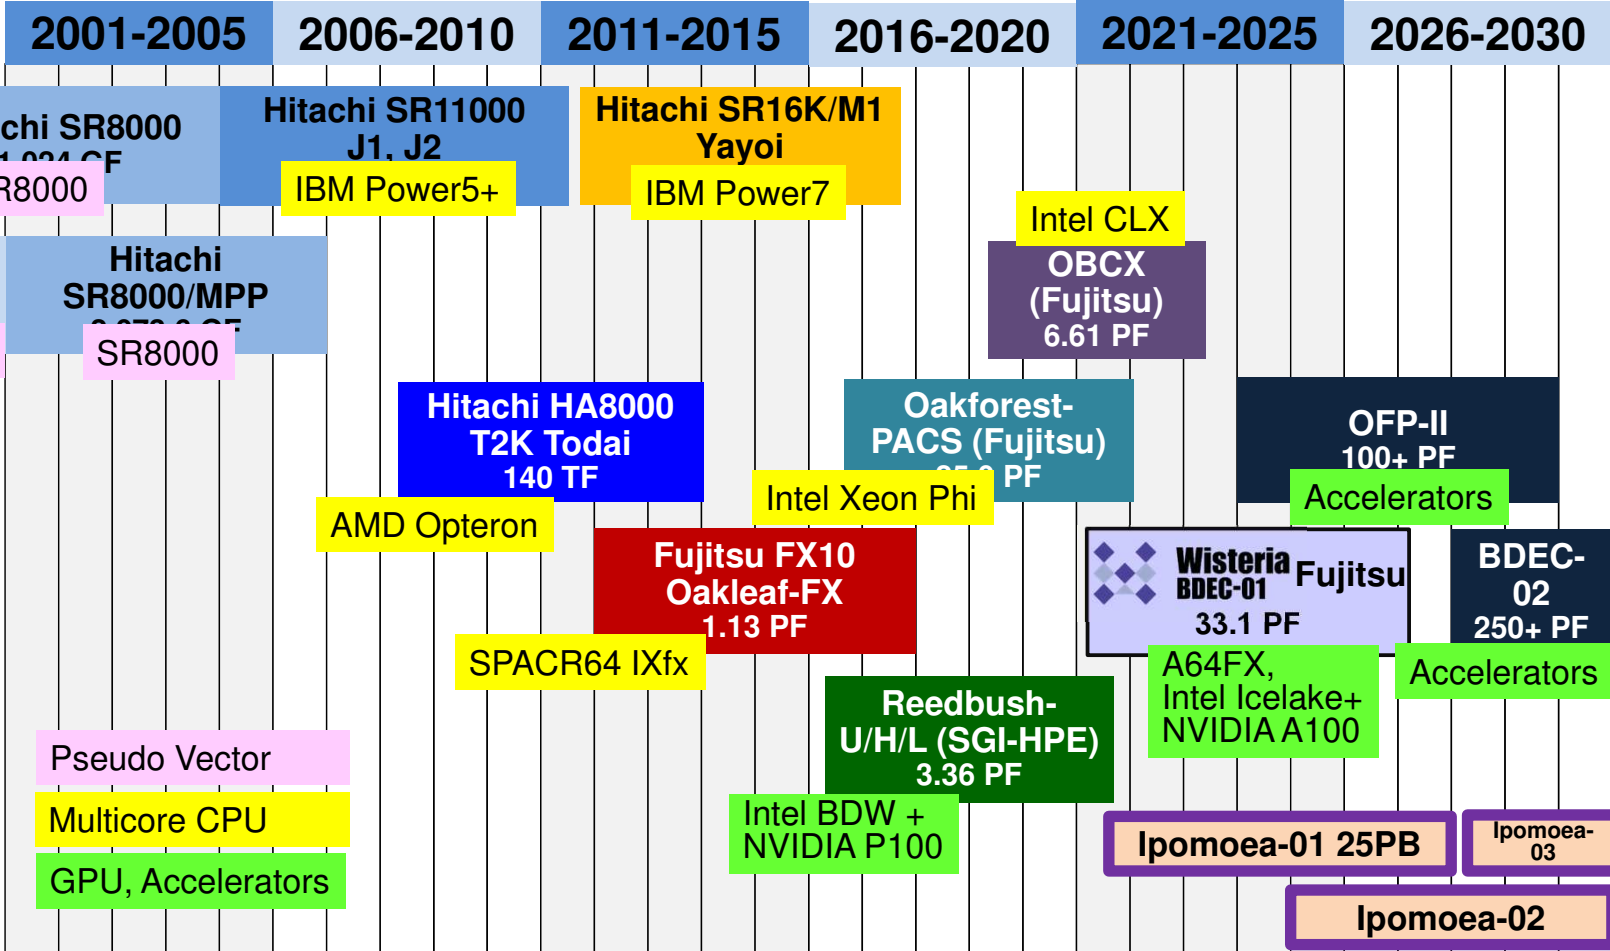 2001-2005
2006-2010
2011-2015
2016-2020
2021-2025
2026-2030
chi SR8000
R8000
Hitachi SR11000
J1, J2
IBM Power5+
Hitachi SR16K/M1
Yayoi
IBM Power7
Intel CLX
OBCX
(Fujitsu)
6.61 PF
Hitachi
SR8000/MPP
SR8000
Hitachi HA8000
T2K Todai
140 TF
AMD Opteron
Oakforest-
PACS (Fujitsu)
PF
Intel Xeon Phi
OFP-II
100+ PF
Accelerators
Fujitsu FX10
Oakleaf-FX
1.13 PF
SPACR64 IXfx
Wisteria
BDEC-01
Fujitsu
33.1 PF
A64FX,
Intel Icelake+
NVIDIA A100
BDEC-
02
250+ PF
Accelerators
Reedbush-
U/H/L (SGI-HPE)
3.36 PF
Intel BDW +
NVIDIA P100
Pseudo Vector
Multicore CPU
GPU, Accelerators
Ipomoea-01 25PB
Ipomoea-
03
Ipomoea-02